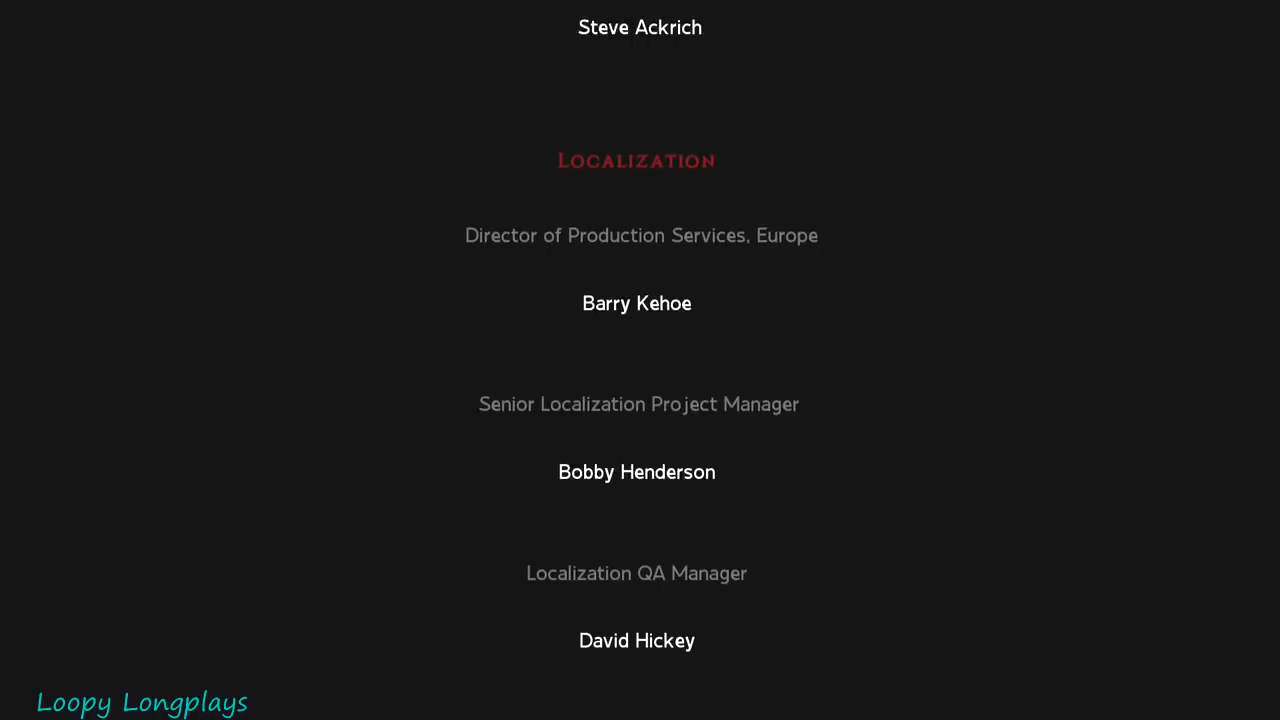 Steve Ackrich
Localization
Director of Production Services, Europe
Barry Kehoe
Senior Localization Project Manager
Bobby Henderson
Localization QA Manager
David Hickey
Loopy Longplays